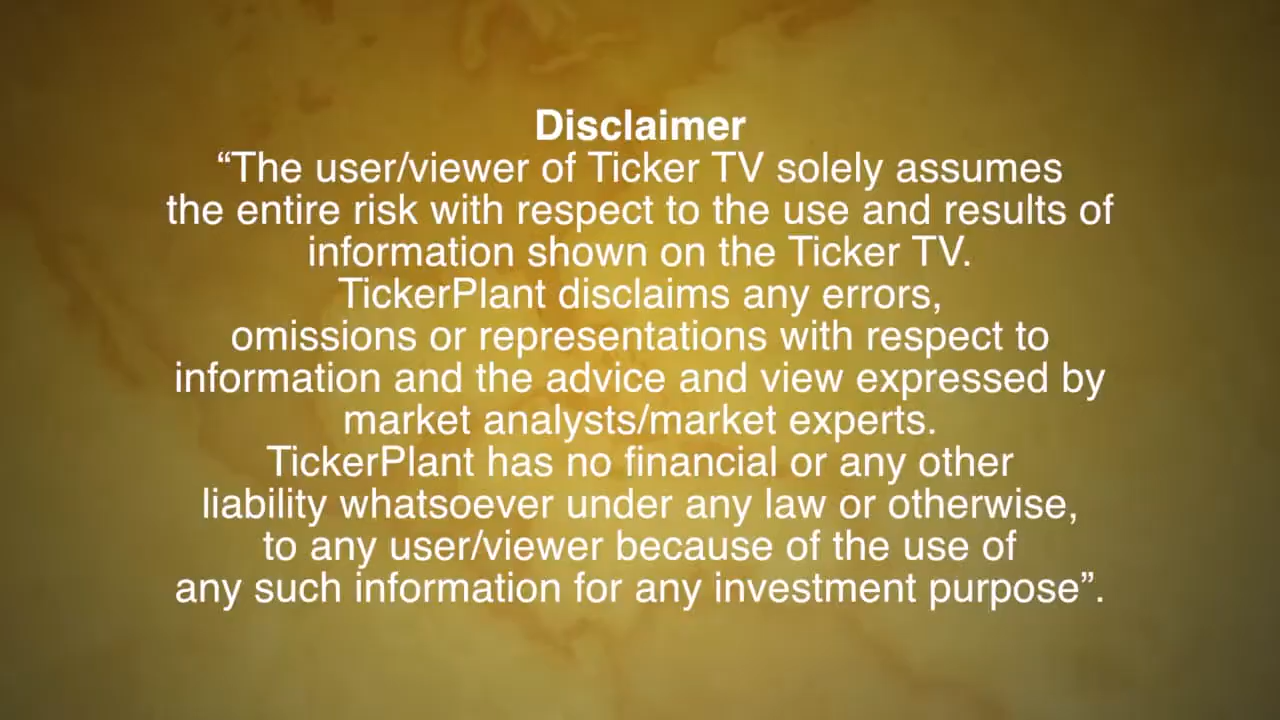 Disclaimer
“The user/viewer of Ticker TV solely assumes
the entire risk with respect to the use and results of
information shown on the Ticker TV.
TickerPlant disclaims any errors,
omissions or representations with respect to
information and the advice and view expressed by
market analysts/market experts.
TickerPlant has no financial or any other
liability whatsoever under any law or otherwise,
to any user/viewer because of the use of
any such information for any investment purpose”.